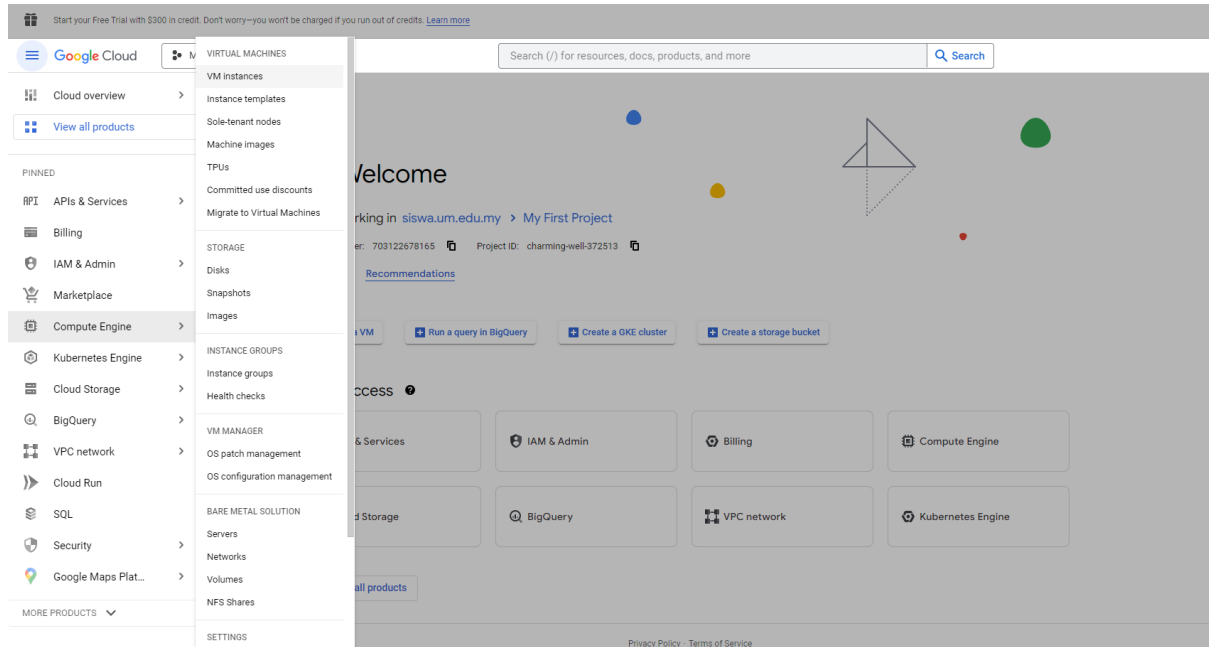 Start your Free Trial with $300 in credit. Don't worry—you won't be charged if you run out of credits. Learn more
Google Cloud
M
Search (/) for resources, docs, products, and more
Search
Cloud overview
View all products
PINNED
API APIs & Services
Billing
IAM & Admin
Marketplace
Compute Engine
Kubernetes Engine
Cloud Storage
BigQuery
VPC network
Cloud Run
SQL
Security
Google Maps Plat...
MORE PRODUCTS
VIRTUAL MACHINES
VM instances
Instance templates
Sole-tenant nodes
Machine images
TPUs
Committed use discounts
Migrate to Virtual Machines
STORAGE
Disks
Snapshots
Images
INSTANCE GROUPS
Instance groups
Health checks
VM MANAGER
OS patch management
OS configuration management
BARE METAL SOLUTION
Servers
Networks
Volumes
NFS Shares
SETTINGS
Velcome
rking in siswa.um.edu.my > My First Project
er: 703122678165 Project ID: charming-well-372513
Recommendations
a VM
Run a query in BigQuery
Create a GKE cluster
Create a storage bucket
ccess
& Services
IAM & Admin
Billing
Compute Engine
d Storage
BigQuery
VPC network
Kubernetes Engine
all products
Privacy Policy · Terms of Service